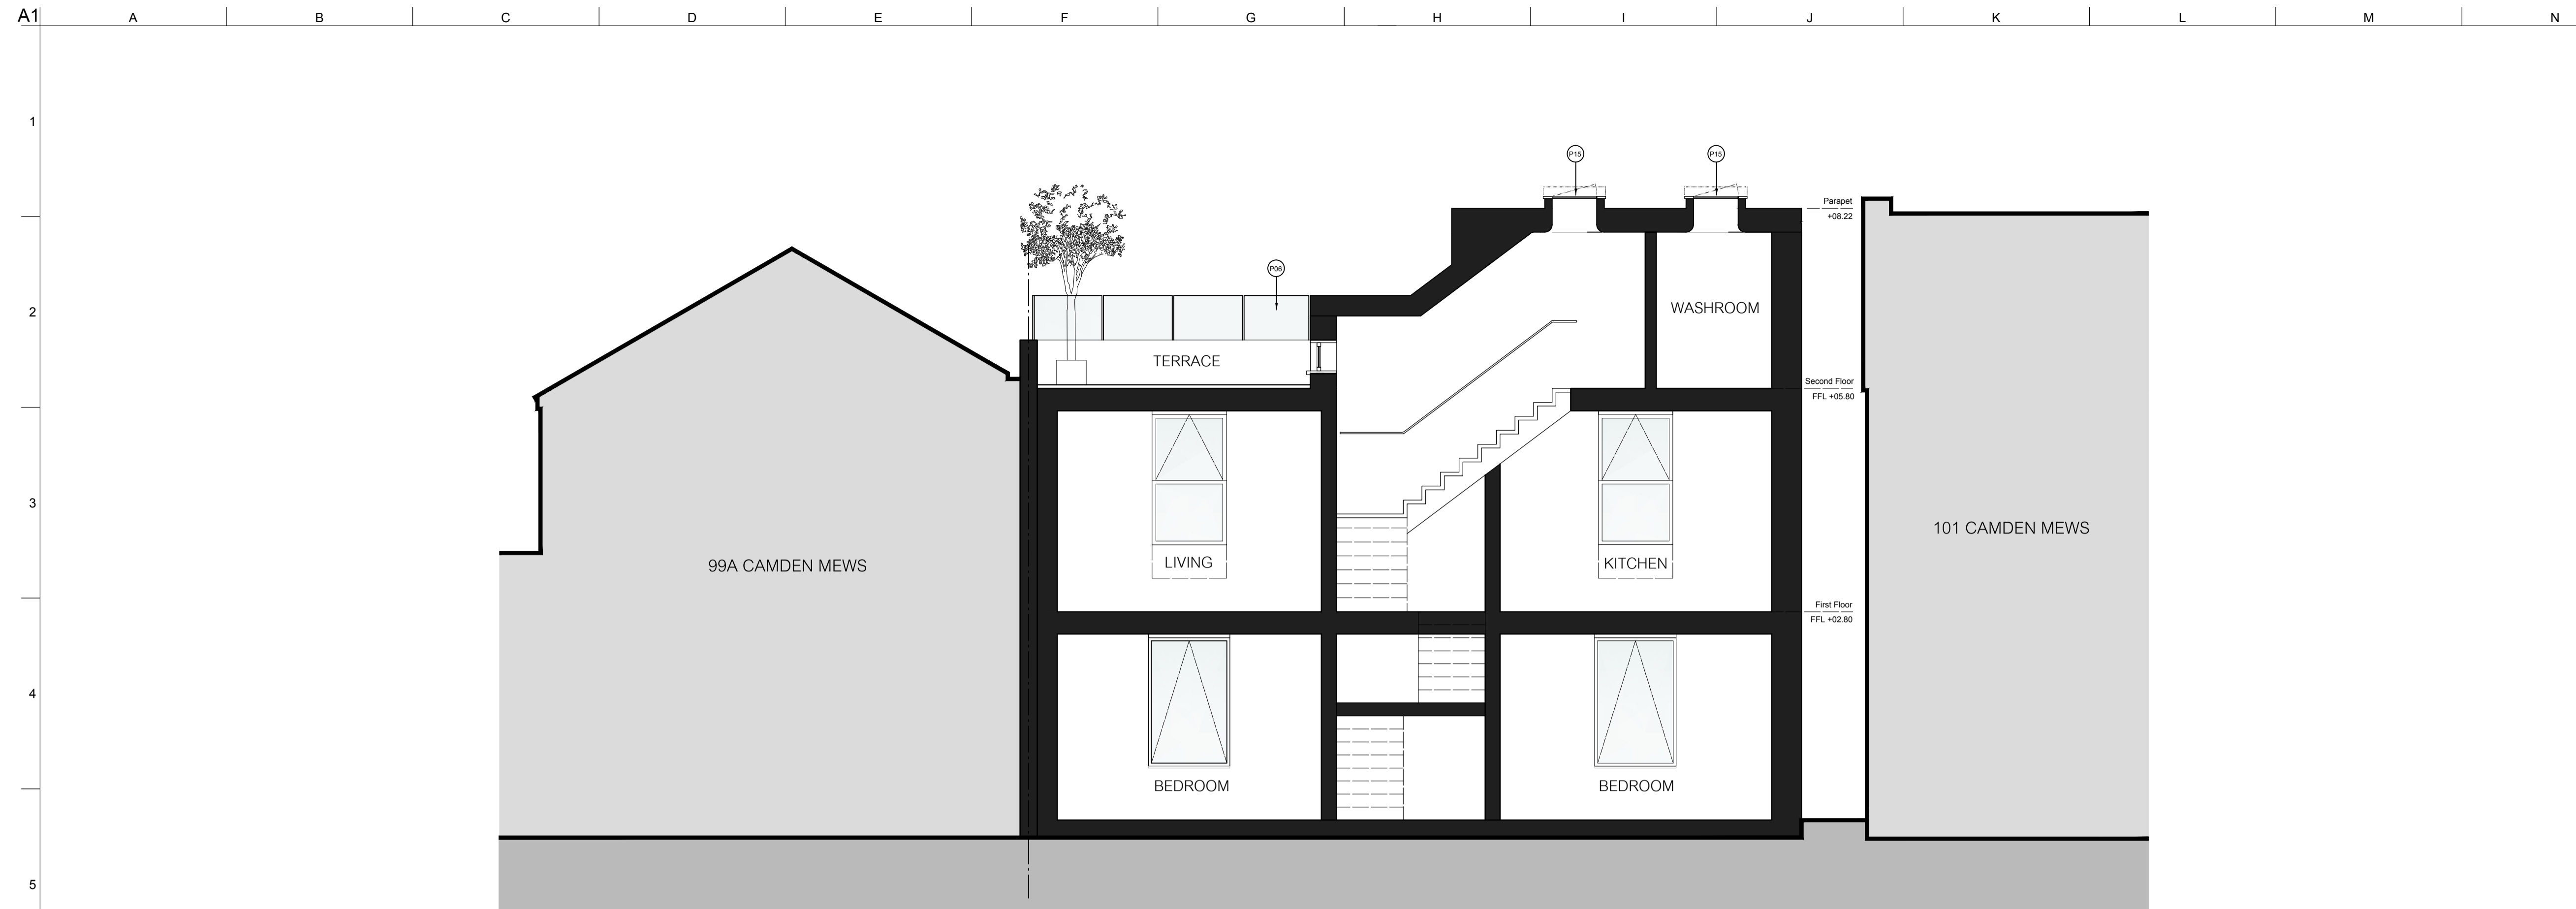 A1
A B C D E F G H I J K L M N
1
P15 P15
Parapet
+08.22
P06
2
WASHROOM
TERRACE
Second Floor
FFL +05.80
3
101 CAMDEN MEWS
99A CAMDEN MEWS
LIVING
KITCHEN
First Floor
FFL +02.80
4
BEDROOM
BEDROOM
5